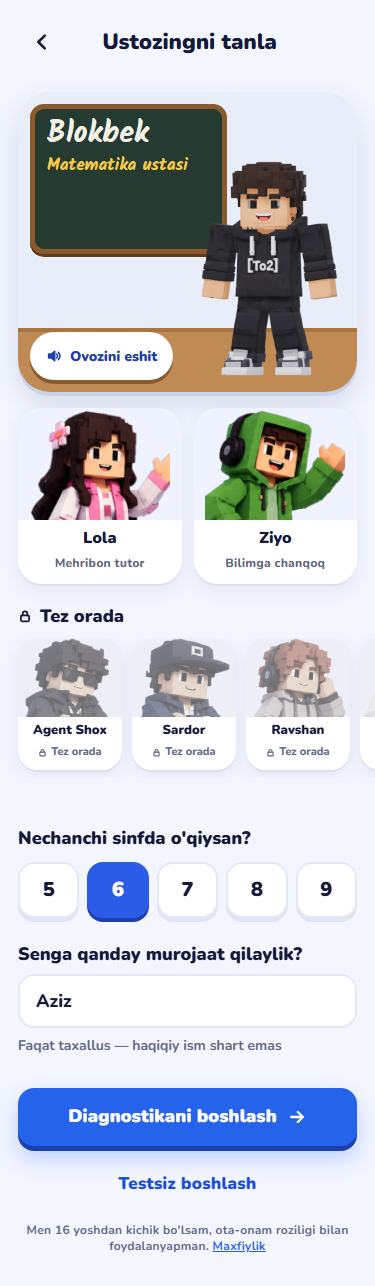 Ustozingni tanla
Blokbek
Matematika ustasi
[To2]
Ovozini eshit
Lola
Mehribon tutor
Ziyo
Bilimga chanqoq
Tez orada
Agent Shox
Tez orada
Sardor
Tez orada
Ravshan
Tez orada
Nechanchi sinfda o'qiysan?
5
6
7
8
9
Senga qanday murojaat qilaylik?
Aziz
Faqat taxallus — haqiqiy ism shart emas
Diagnostikani boshlash →
Testsiz boshlash
Men 16 yoshdan kichik bo'lsam, ota-onam roziligi bilan
foydalanyapman. Maxfiylik